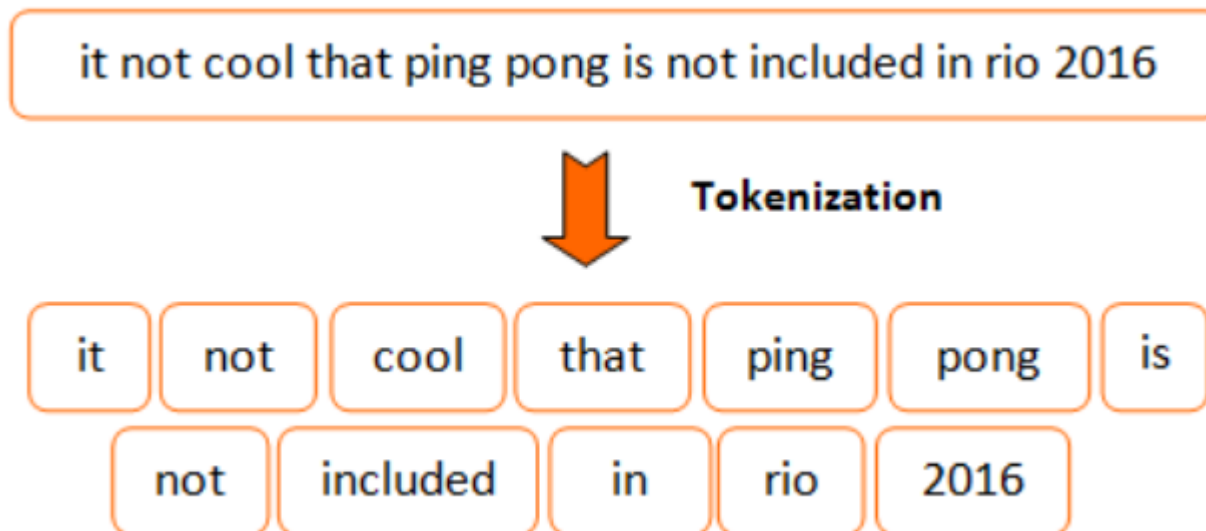 it not cool that ping pong is not included in rio 2016
Tokenization
it not cool that ping pong is
not included in rio 2016